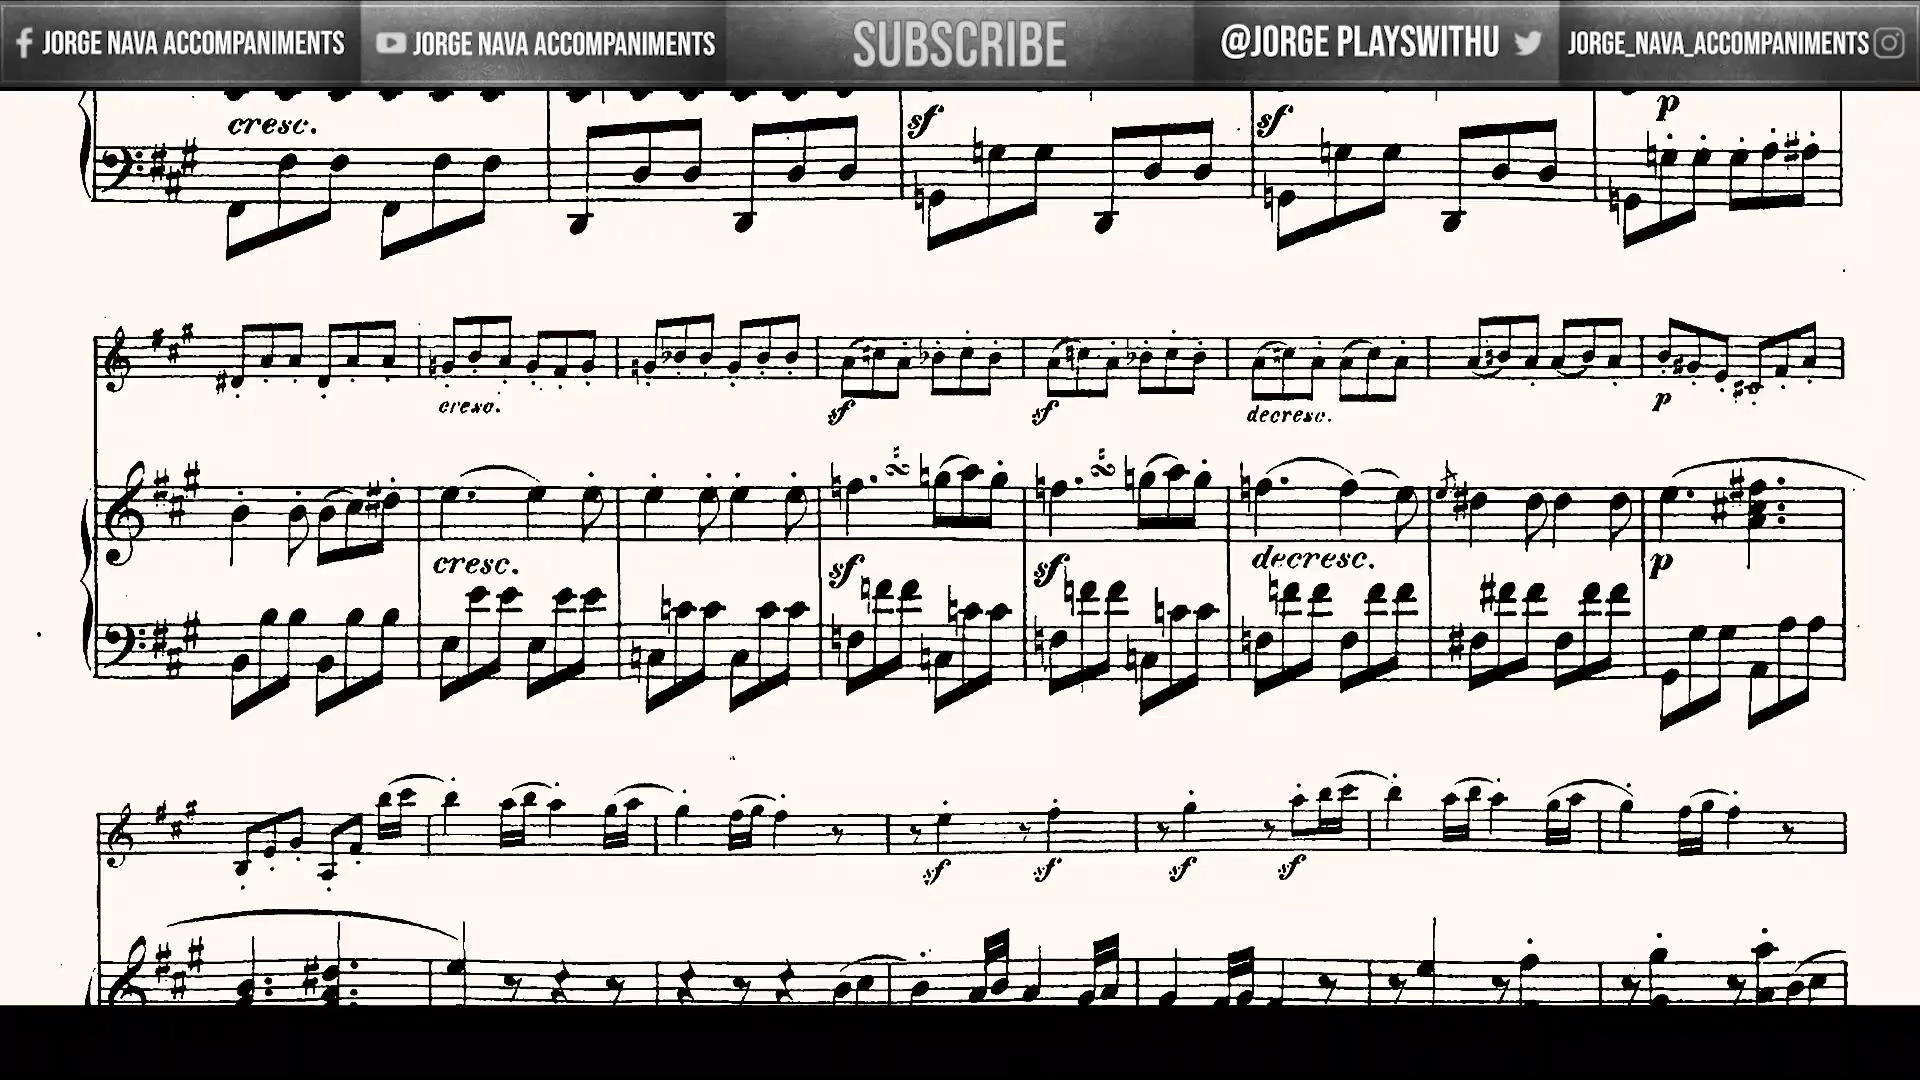 JORGE NAVA ACCOMPANIMENTS JORGE NAVA ACCOMPANIMENTS SUBSCRIBE @JORGE PLAYSWITHU JORGE_NAVA_ACCOMPANIMENTS
cresc. sf sf p
cresc. sf sf decresc. p
cresc. sf sf decresc. p
sf sf sf sf